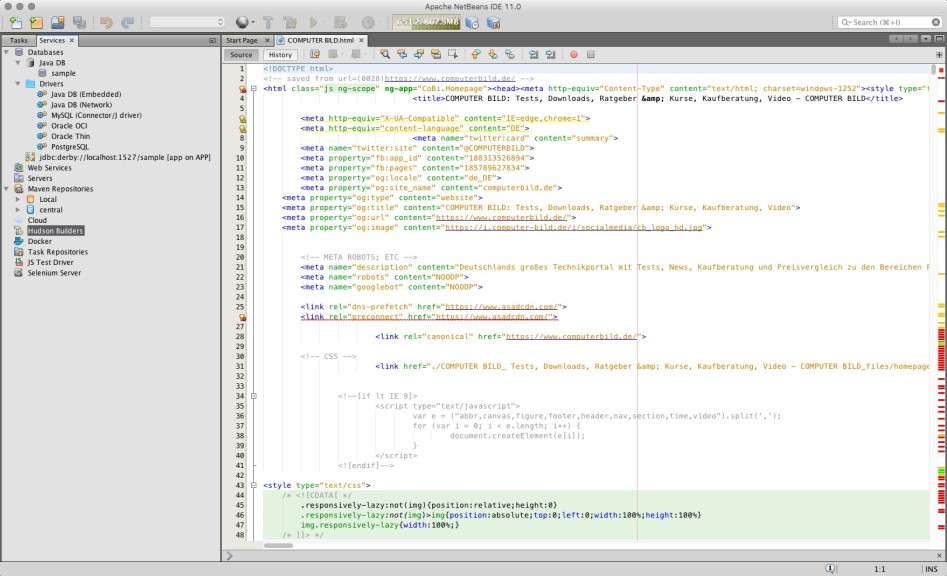 Apache NetBeans IDE 11.0
Search (⌘+I)
Tasks
Services
Start Page
COMPUTER BILD.html
Source
History
Databases
Java DB
sample
Drivers
Java DB (Embedded)
Java DB (Network)
MySQL (Connector/J driver)
Oracle OCI
Oracle Thin
PostgreSQL
jdbc:derby://localhost:1527/sample [app on APP]
Web Services
Servers
Maven Repositories
Local
central
Cloud
Hudson Builders
Docker
Task Repositories
JS Test Driver
Selenium Server
1 <!DOCTYPE html>
2 <!-- saved from url=(0028)https://www.computerbild.de/ -->
<html class="js ng-scope" ng-app="CoBi.Homepage"><head><meta http-equiv="Content-Type" content="text/html; charset=windows-1252"><style type="t
4 <title>COMPUTER BILD: Tests, Downloads, Ratgeber &amp; Kurse, Kaufberatung, Video - COMPUTER BILD</title>
5
<meta http-equiv="X-UA-Compatible" content="IE=edge,chrome=1">
<meta http-equiv="content-language" content="DE">
8 <meta name="twitter:card" content="summary">
9 <meta name="twitter:site" content="@COMPUTERBILD">
10 <meta property="fb:app_id" content="188313526894">
11 <meta property="fb:pages" content="185789627834">
12 <meta property="og:locale" content="de_DE">
13 <meta property="og:site_name" content="computerbild.de">
14 <meta property="og:type" content="website">
15 <meta property="og:title" content="COMPUTER BILD: Tests, Downloads, Ratgeber &amp; Kurse, Kaufberatung, Video">
16 <meta property="og:url" content="https://www.computerbild.de/">
17 <meta property="og:image" content="https://i.computer-bild.de/i/socialmedia/cb_logo_hd.jpg">
18
19
20 <!-- META ROBOTS; ETC -->
21 <meta name="description" content="Deutschlands großes Technikportal mit Tests, News, Kaufberatung und Preisvergleich zu den Bereichen
22 <meta name="robots" content="NOODP">
23 <meta name="googlebot" content="NOODP">
24
25 <link rel="dns-prefetch" href="https://www.asadcdn.com/">
<link rel="preconnect" href="https://www.asadcdn.com/">
27
28 <link rel="canonical" href="https://www.computerbild.de/">
29
30 <!-- CSS -->
31 <link href="./COMPUTER BILD_ Tests, Downloads, Ratgeber &amp; Kurse, Kaufberatung, Video - COMPUTER BILD_files/homepage
32
33
34 <!--[if lt IE 9]>
35 <script type="text/javascript">
36 var e = ("abbr,canvas,figure,footer,header,nav,section,time,video").split(',');
37 for (var i = 0; i < e.length; i++) {
38 document.createElement(e[i]);
39 }
40 </script>
41 <![endif]-->
42
43 <style type="text/css">
44 /* <![CDATA[ */
45 .responsively-lazy:not(img){position:relative;height:0}
46 .responsively-lazy:not(img)>img{position:absolute;top:0;left:0;width:100%;height:100%}
47 img.responsively-lazy{width:100%;}
48 /* ]]> */
1:1
INS